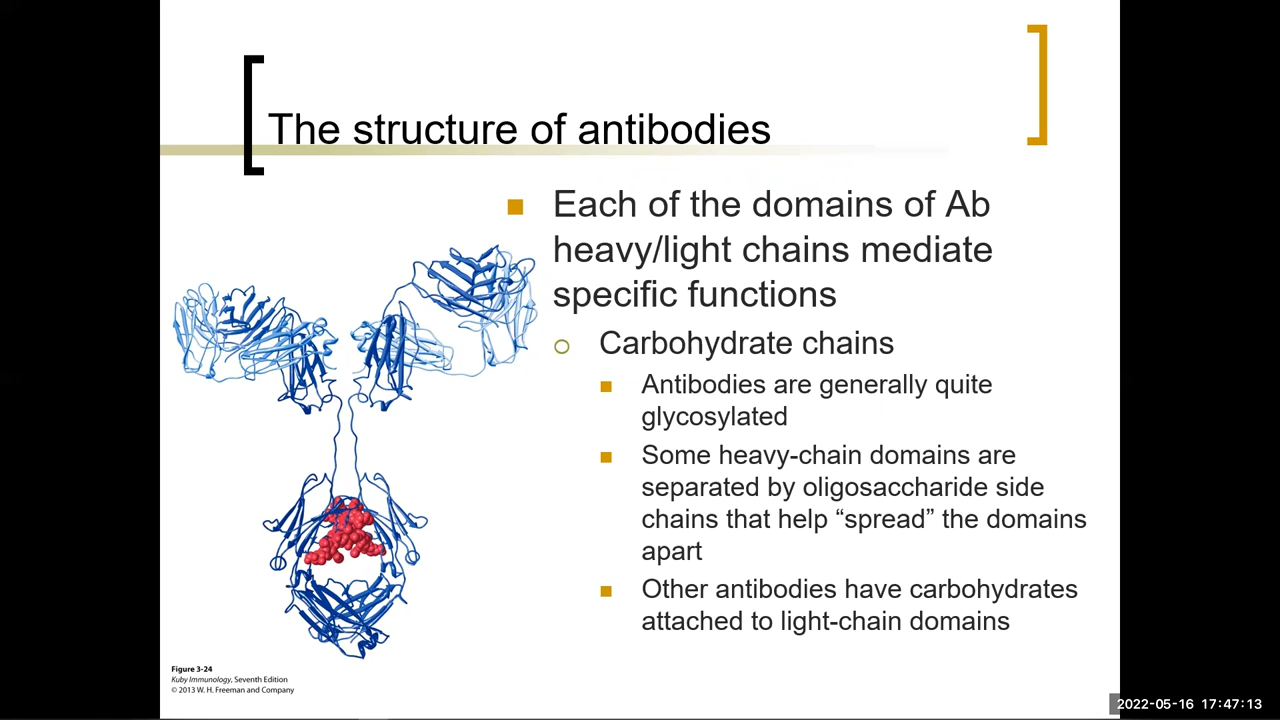 The structure of antibodies
Each of the domains of Ab
heavy/light chains mediate
specific functions
Carbohydrate chains
Antibodies are generally quite
glycosylated
Some heavy-chain domains are
separated by oligosaccharide side
chains that help “spread” the domains
apart
Other antibodies have carbohydrates
attached to light-chain domains
Figure 3-24
Kuby Immunology, Seventh Edition
© 2013 W. H. Freeman and Company
2022-05-16 17:47:13